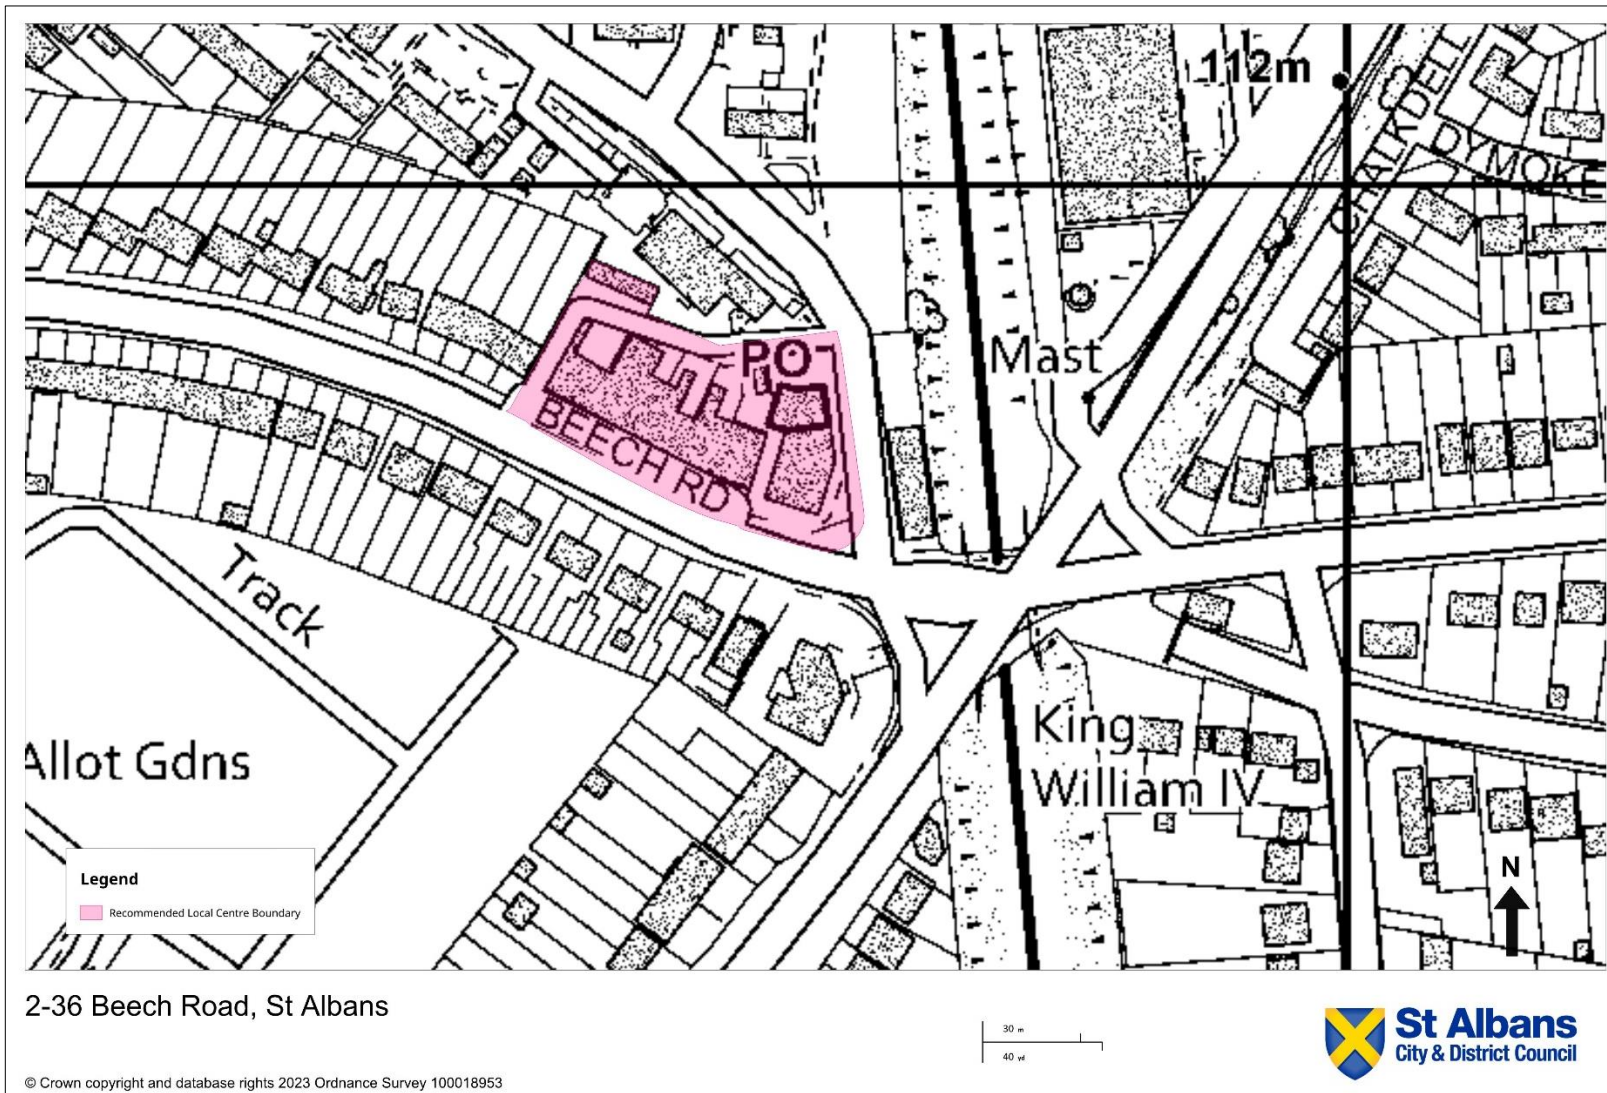 112m
CHALKDELL
DYMOKE
PO
BEECH RD
Mast
Track
King
William IV
Allot Gdns
N
Legend
Recommended Local Centre Boundary
2-36 Beech Road, St Albans
30 m
40 yd
St Albans
City & District Council
© Crown copyright and database rights 2023 Ordnance Survey 100018953